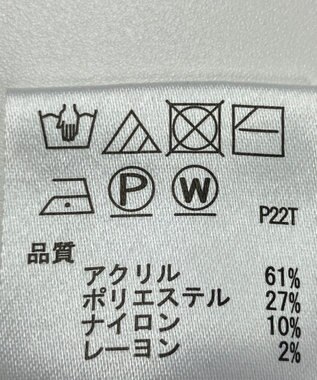 P W P22T
品質
アクリル 61%
ポリエステル 27%
ナイロン 10%
レーヨン 2%